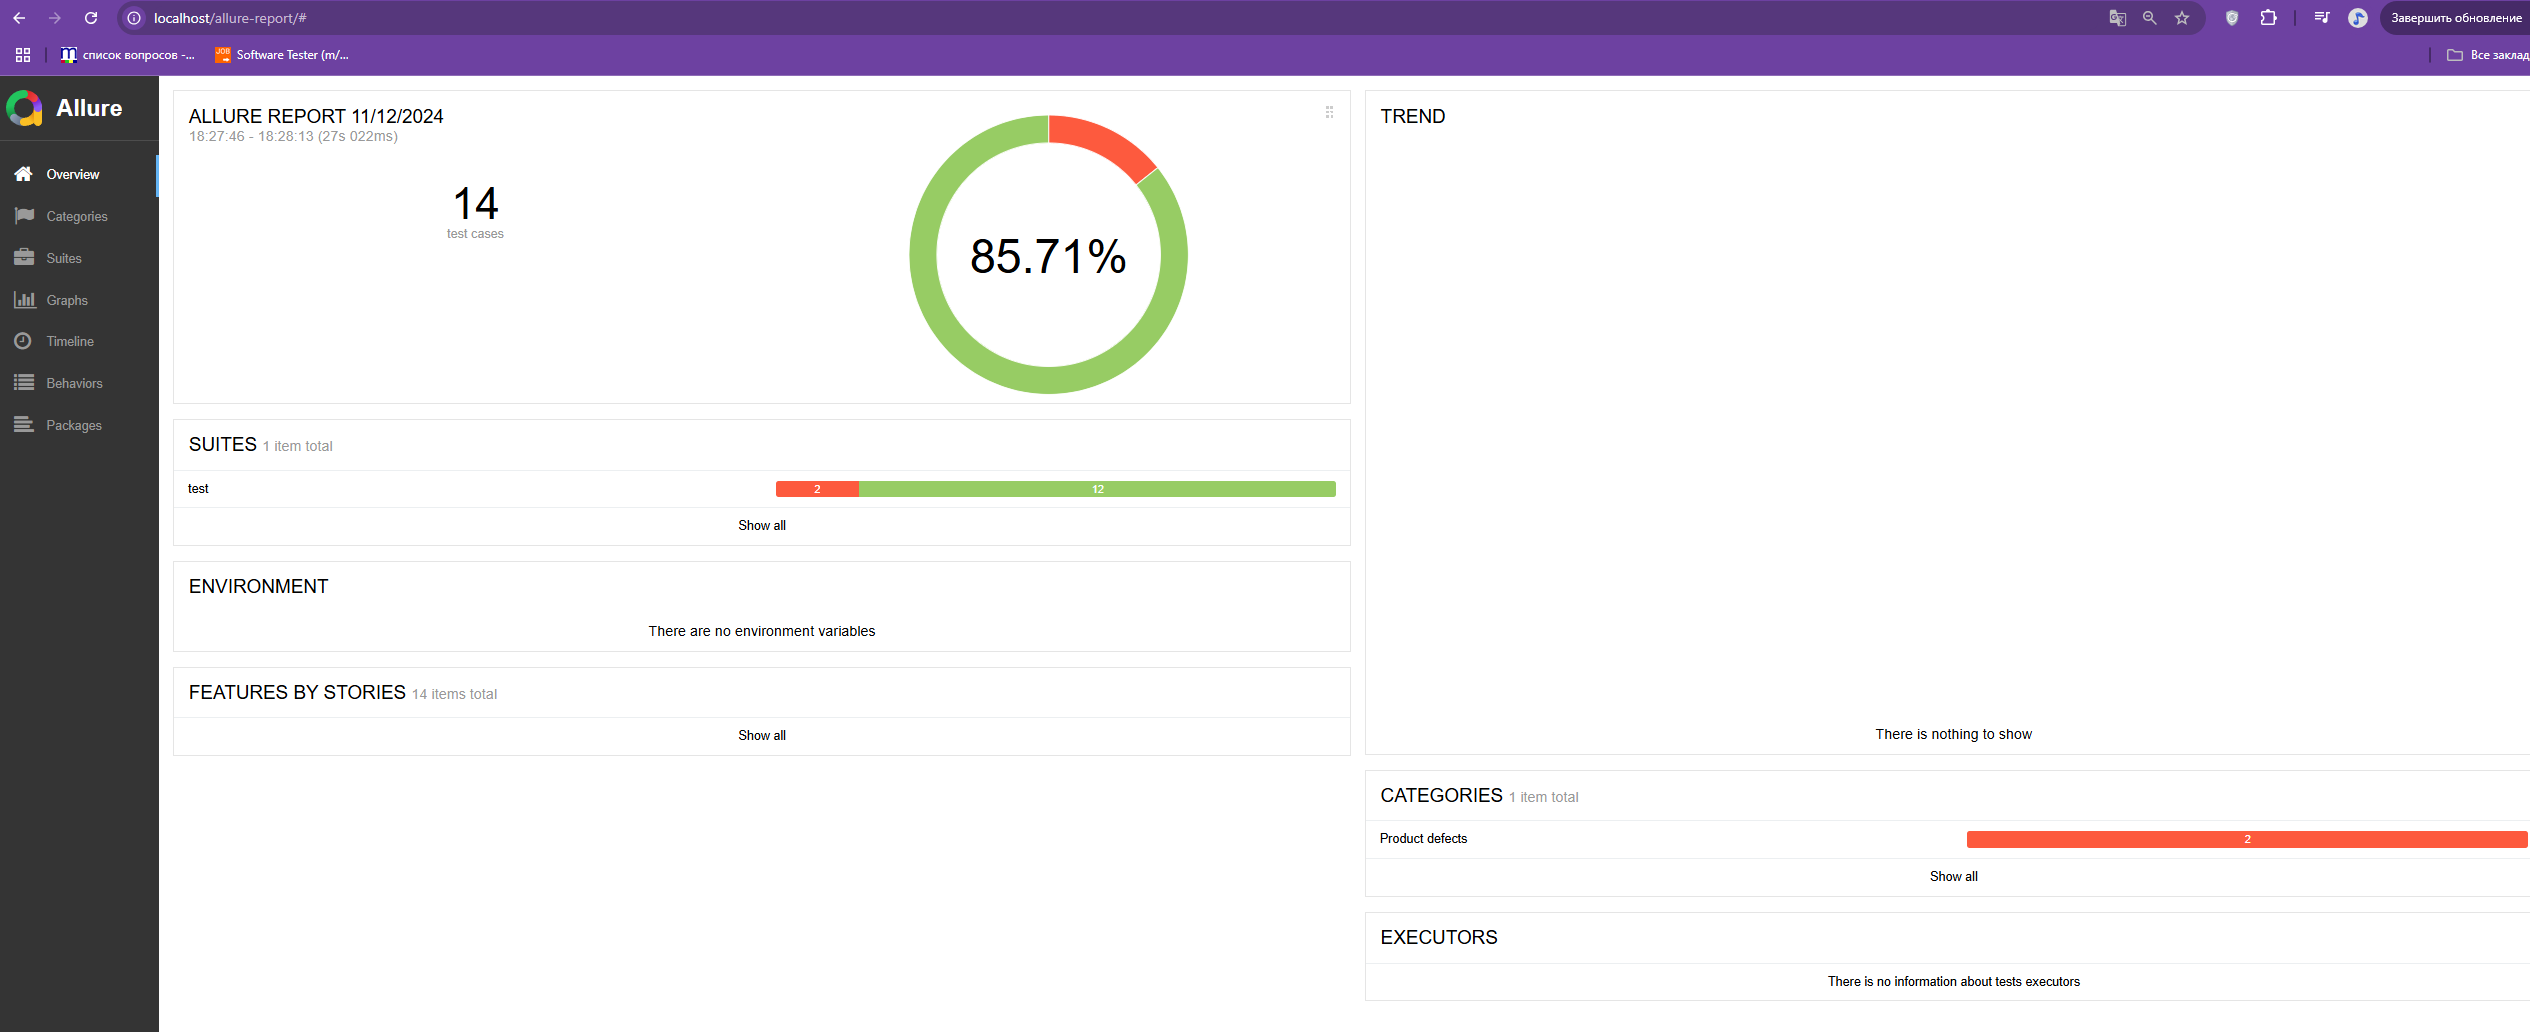 localhost/allure-report/#
Завершить обновление
список вопросов -...
JOB
Software Tester (m/...
Все заклад
Allure
Overview
Categories
Suites
Graphs
Timeline
Behaviors
Packages
ALLURE REPORT 11/12/2024
18:27:46 - 18:28:13 (27s 022ms)
14
test cases
85.71%
SUITES 1 item total
test 2 12
Show all
ENVIRONMENT
There are no environment variables
FEATURES BY STORIES 14 items total
Show all
TREND
There is nothing to show
CATEGORIES 1 item total
Product defects 2
Show all
EXECUTORS
There is no information about tests executors